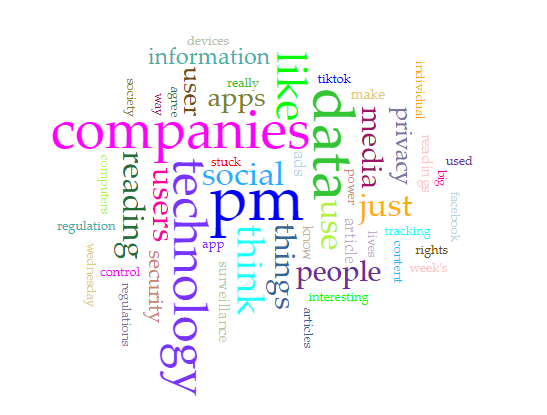 devices
information
like
user
really
tiktok
individual
society
way
agree
apps
make
data
media
privacy
companies
computers
reading
users
technology
stuck
social
ads
power
readings
big
used
facebook
pm
use
just
regulation
app
think
things
know
article
lives
tracking
content
rights
wednesday
control
regulations
security
surveillance
people
week's
interesting
articles